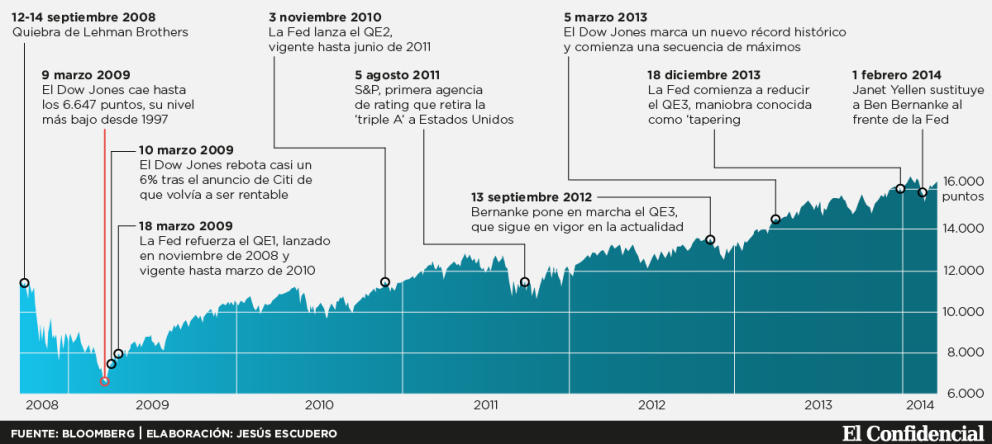 12-14 septiembre 2008
Quiebra de Lehman Brothers
3 noviembre 2010
La Fed lanza el QE2,
vigente hasta junio de 2011
5 marzo 2013
El Dow Jones marca un nuevo récord histórico
y comienza una secuencia de máximos
9 marzo 2009
El Dow Jones cae hasta
los 6.647 puntos, su nivel
más bajo desde 1997
5 agosto 2011
S&P, primera agencia
de rating que retira la
‘triple A’ a Estados Unidos
18 diciembre 2013
La Fed comienza a reducir
el QE3, maniobra conocida
como ‘tapering
1 febrero 2014
Janet Yellen sustituye
a Ben Bernanke al
frente de la Fed
10 marzo 2009
El Dow Jones rebota casi un
6% tras el anuncio de Citi de
que volvía a ser rentable
13 septiembre 2012
Bernanke pone en marcha el QE3,
que sigue en vigor en la actualidad
18 marzo 2009
La Fed refuerza el QE1, lanzado
en noviembre de 2008 y
vigente hasta marzo de 2010
16.000
puntos
14.000
12.000
10.000
8.000
6.000
2008 2009 2010 2011 2012 2013 2014
FUENTE: BLOOMBERG | ELABORACIÓN: JESÚS ESCUDERO
El Confidencial